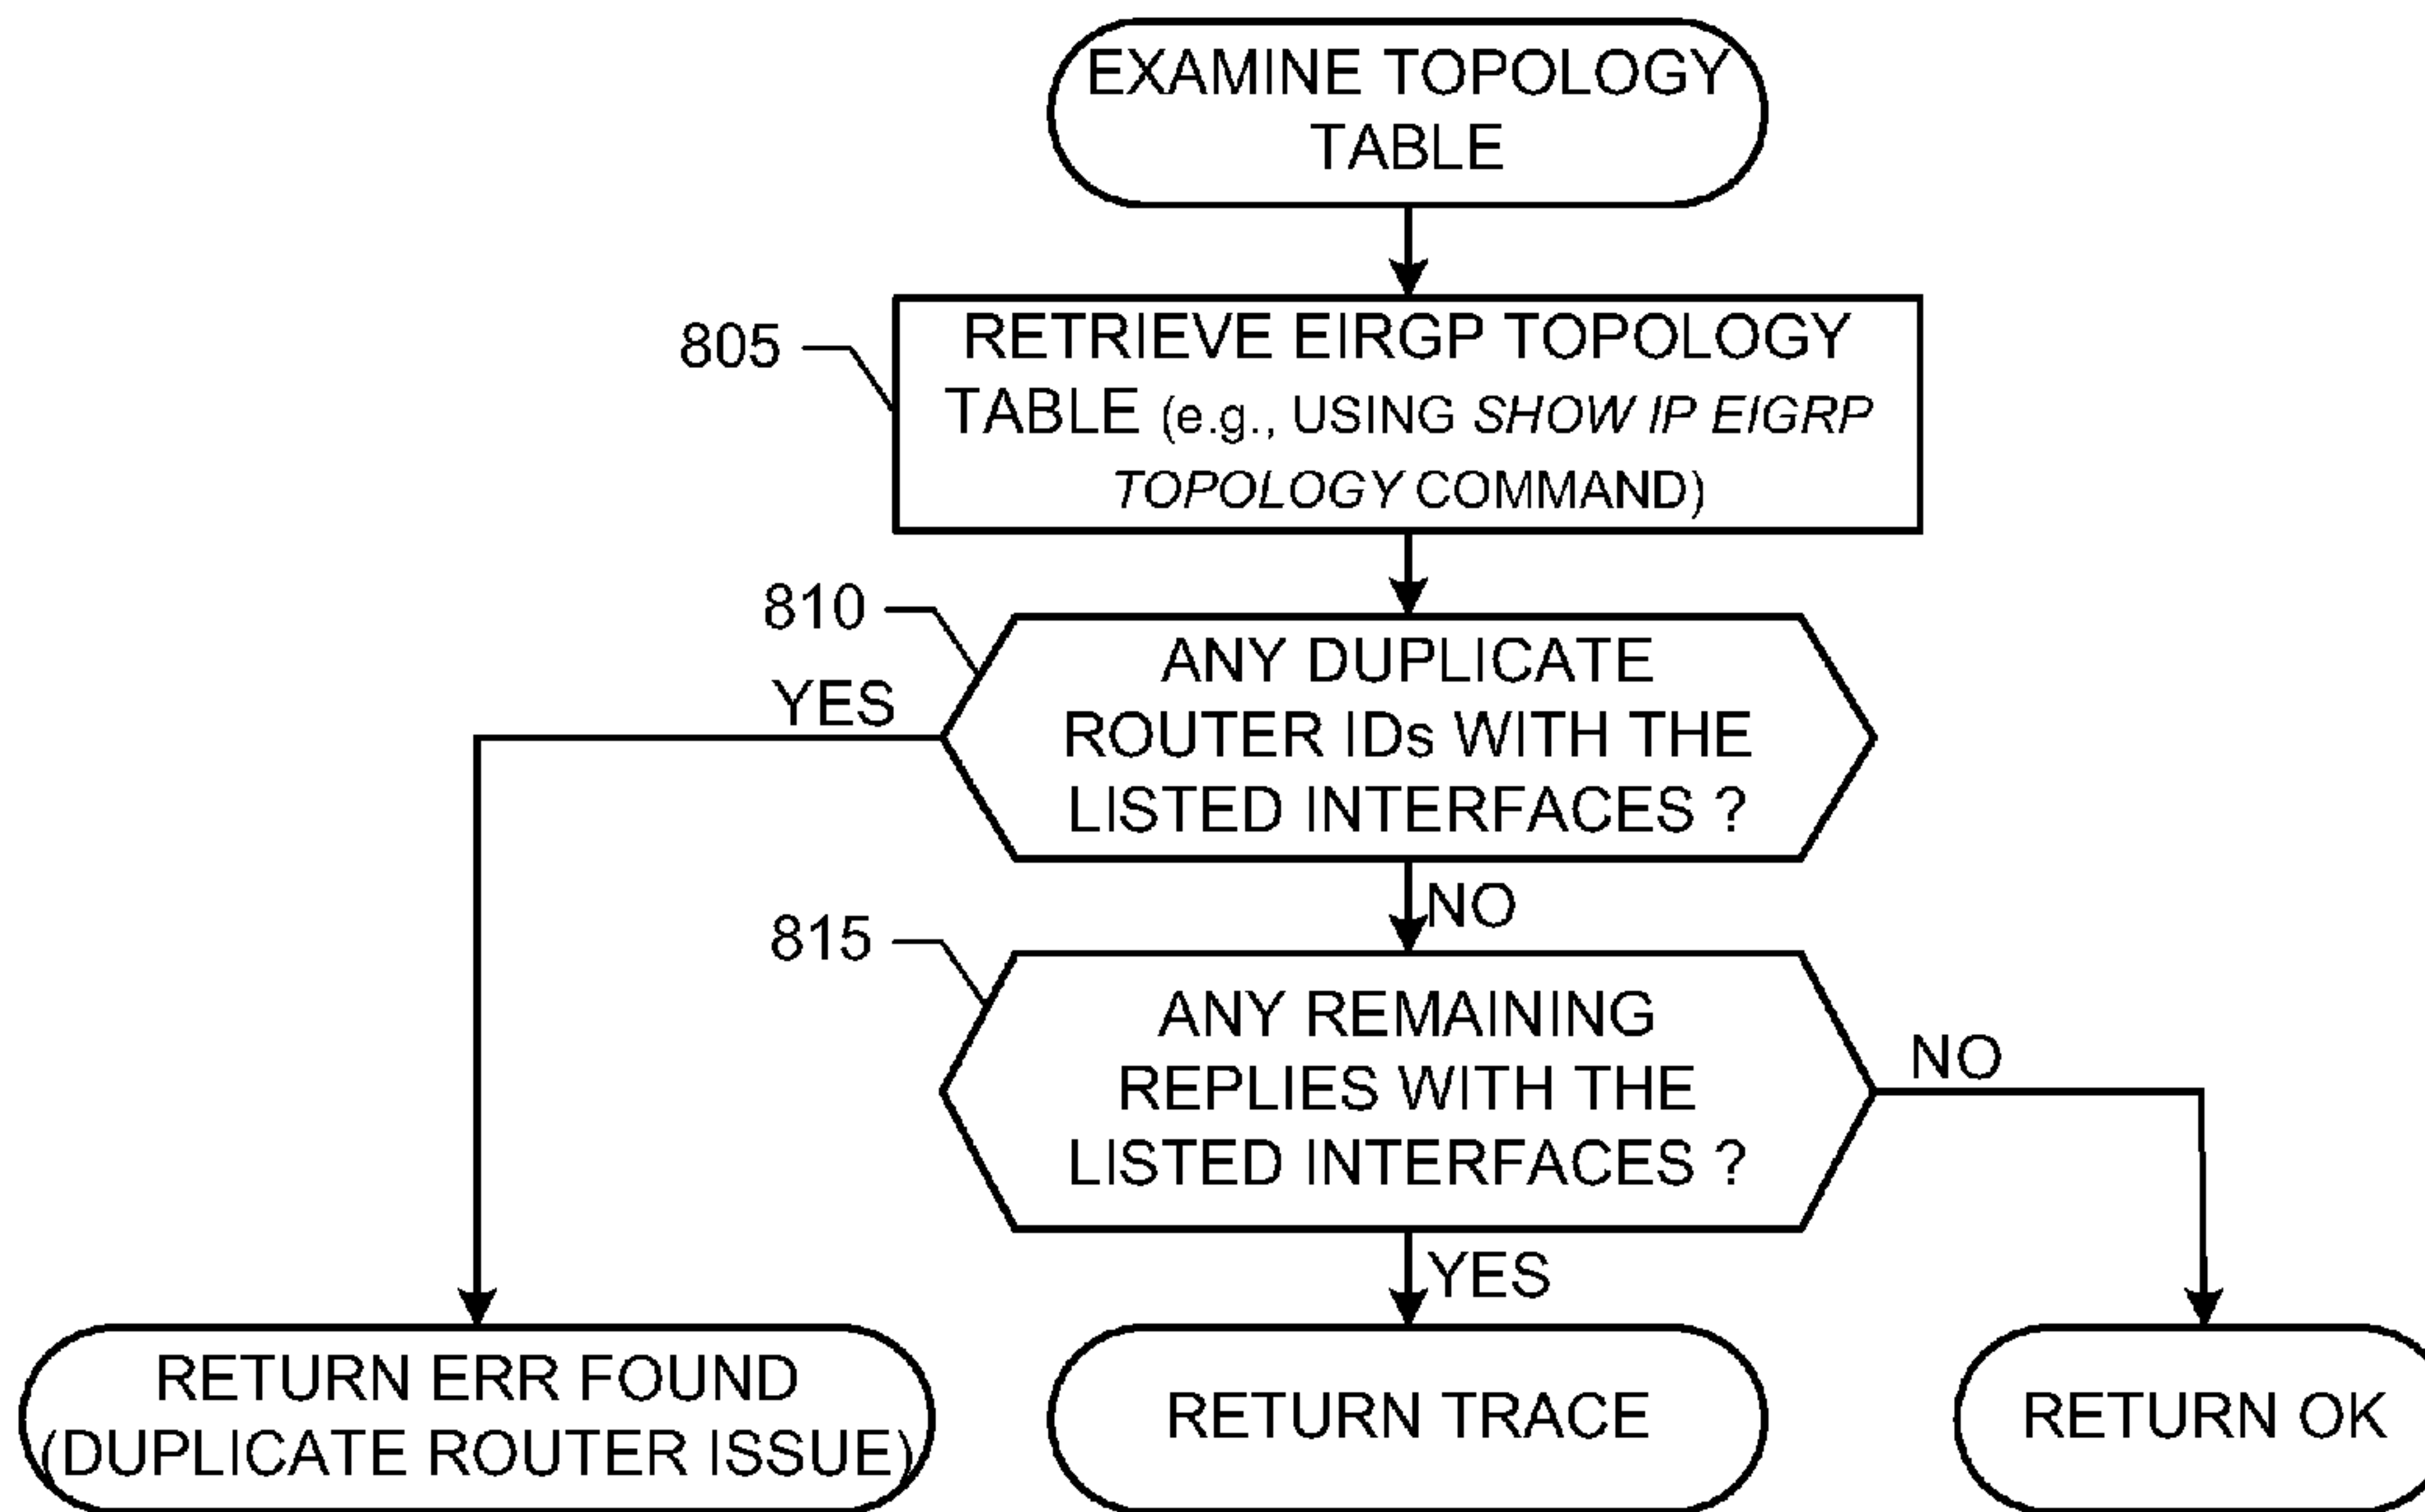 EXAMINE TOPOLOGY
TABLE
805
RETRIEVE EIRGP TOPOLOGY
TABLE (e.g., USING SHOW IP EIGRP
TOPOLOGY COMMAND)
810
YES
ANY DUPLICATE
ROUTER IDs WITH THE
LISTED INTERFACES ?
NO
815
ANY REMAINING
REPLIES WITH THE
LISTED INTERFACES ?
NO
YES
RETURN ERR FOUND
(DUPLICATE ROUTER ISSUE)
RETURN TRACE
RETURN OK